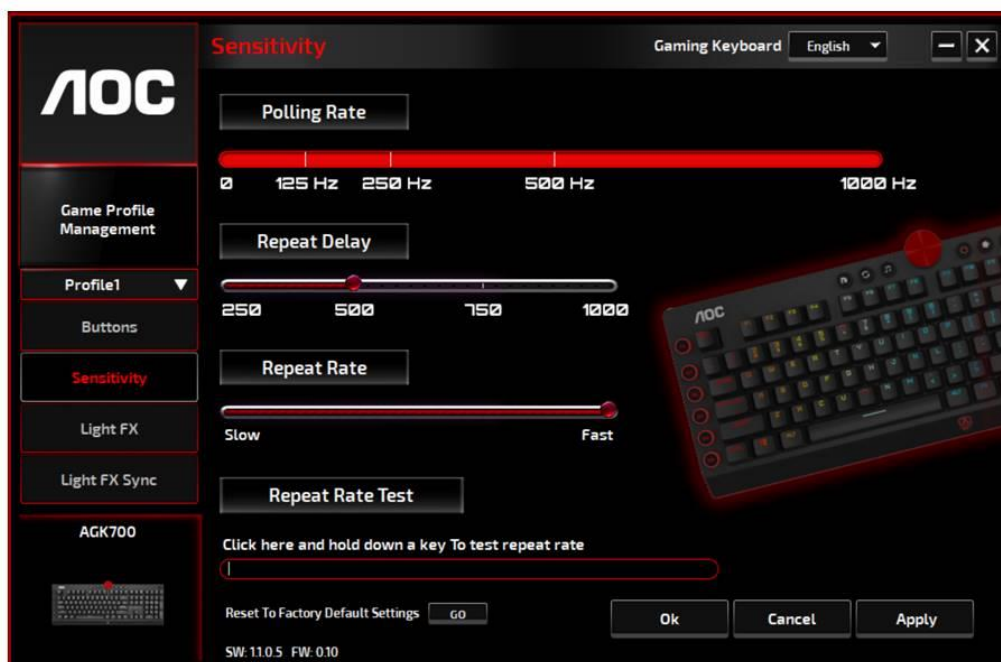 Sensitivity
Gaming Keyboard English
AOC
Polling Rate
0 125 Hz 250 Hz 500 Hz 1000 Hz
Game Profile
Management
Repeat Delay
Profile1
250 500 750 1000
AOC
Buttons
Repeat Rate
Sensitivity
Slow Fast
Light FX
Light FX Sync
Repeat Rate Test
AGK700
Click here and hold down a key To test repeat rate
Reset To Factory Default Settings GO
Ok Cancel Apply
SW: 1.1.0.5 FW: 0.10